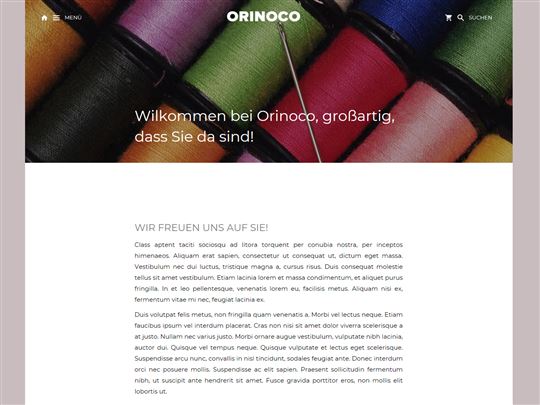 MENÜ
ORINOCO
SUCHEN
Wilkommen bei Orinoco, großartig,
dass Sie da sind!
WIR FREUEN UNS AUF SIE!
Class aptent taciti sociosqu ad litora torquent per conubia nostra, per inceptos
himenaeos. Aliquam erat sapien, consectetur ut consequat ut, dictum eget massa.
Vestibulum nec dui luctus, tristique magna a, cursus risus. Duis consequat molestie
tellus sit amet vestibulum. Etiam lacinia lorem et massa condimentum, et aliquet purus
fringilla. In et leo pellentesque, venenatis lorem eu, facilisis metus. Aliquam nisi ex,
fermentum vitae mi nec, feugiat lacinia ex.
Duis volutpat felis metus, non fringilla quam venenatis a. Morbi vel lectus neque. Etiam
faucibus ipsum vel interdum placerat. Cras non nisi sit amet dolor viverra scelerisque a
at justo. Nullam nec varius justo. Morbi ornare augue vestibulum, vulputate nibh lacinia,
auctor dui. Quisque vel tempus neque. Quisque vulputate et lectus eget scelerisque.
Suspendisse arcu nunc, convallis in nisl tincidunt, sodales feugiat ante. Donec interdum
orci nec posuere mollis. Suspendisse ac elit sapien. Praesent sollicitudin fermentum
nibh, ut suscipit ante hendrerit sit amet. Fusce gravida porttitor eros, non mollis elit
lobortis ut.